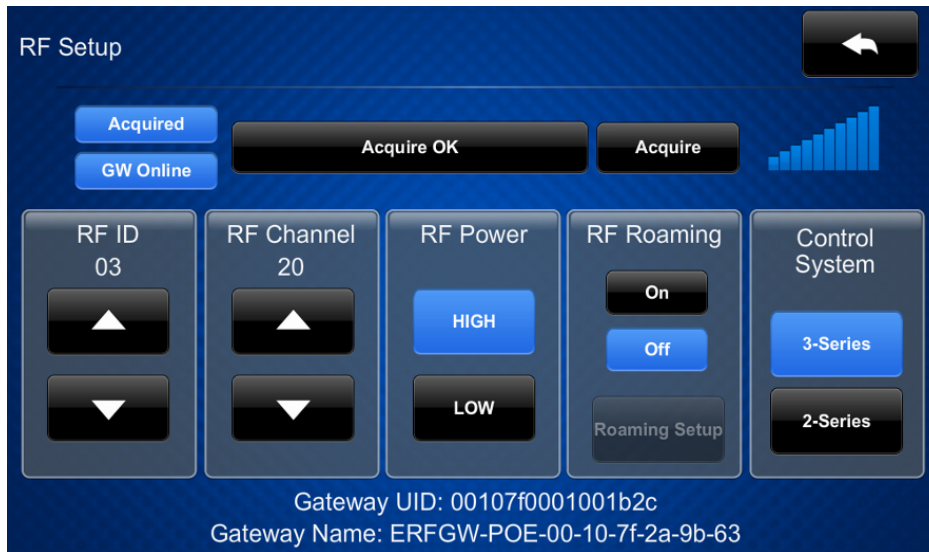 RF Setup
Acquired
GW Online
Acquire OK
Acquire
RF ID
03
RF Channel
20
RF Power
HIGH
LOW
RF Roaming
On
Off
Roaming Setup
Control
System
3-Series
2-Series
Gateway UID: 00107f0001001b2c
Gateway Name: ERFGW-POE-00-10-7f-2a-9b-63